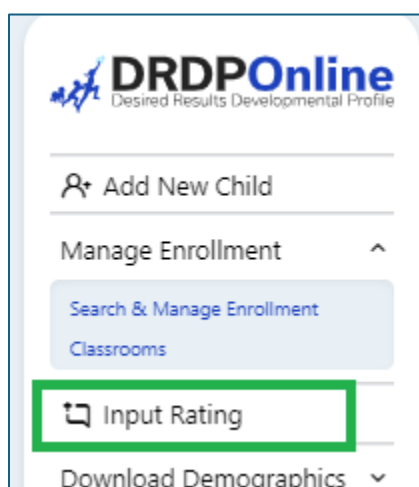 DRDPOnline
Desired Results Developmental Profile
Add New Child
Manage Enrollment
Search & Manage Enrollment
Classrooms
Input Rating
Download Demographics